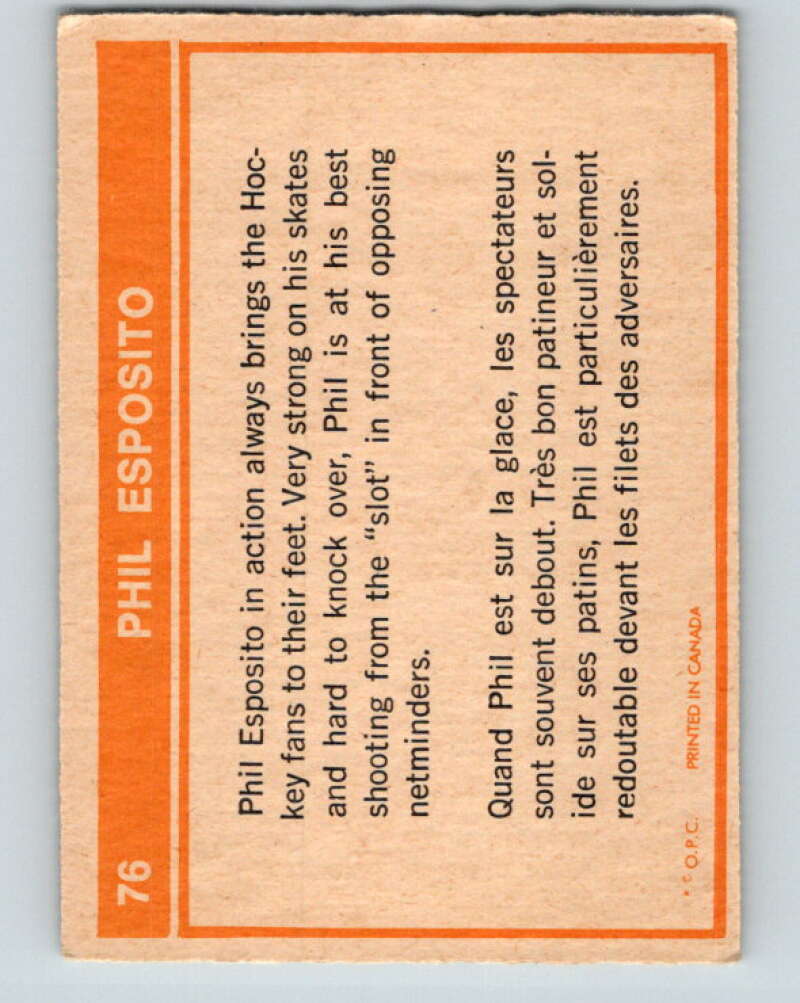 76 PHIL ESPOSITO
Phil Esposito in action always brings the Hoc-
key fans to their feet. Very strong on his skates
and hard to knock over, Phil is at his best
shooting from the “slot” in front of opposing
netminders.
Quand Phil est sur la glace, les spectateurs
sont souvent debout. Très bon patineur et sol-
ide sur ses patins, Phil est particulièrement
redoutable devant les filets des adversaires.
* © O.P.C. PRINTED IN CANADA